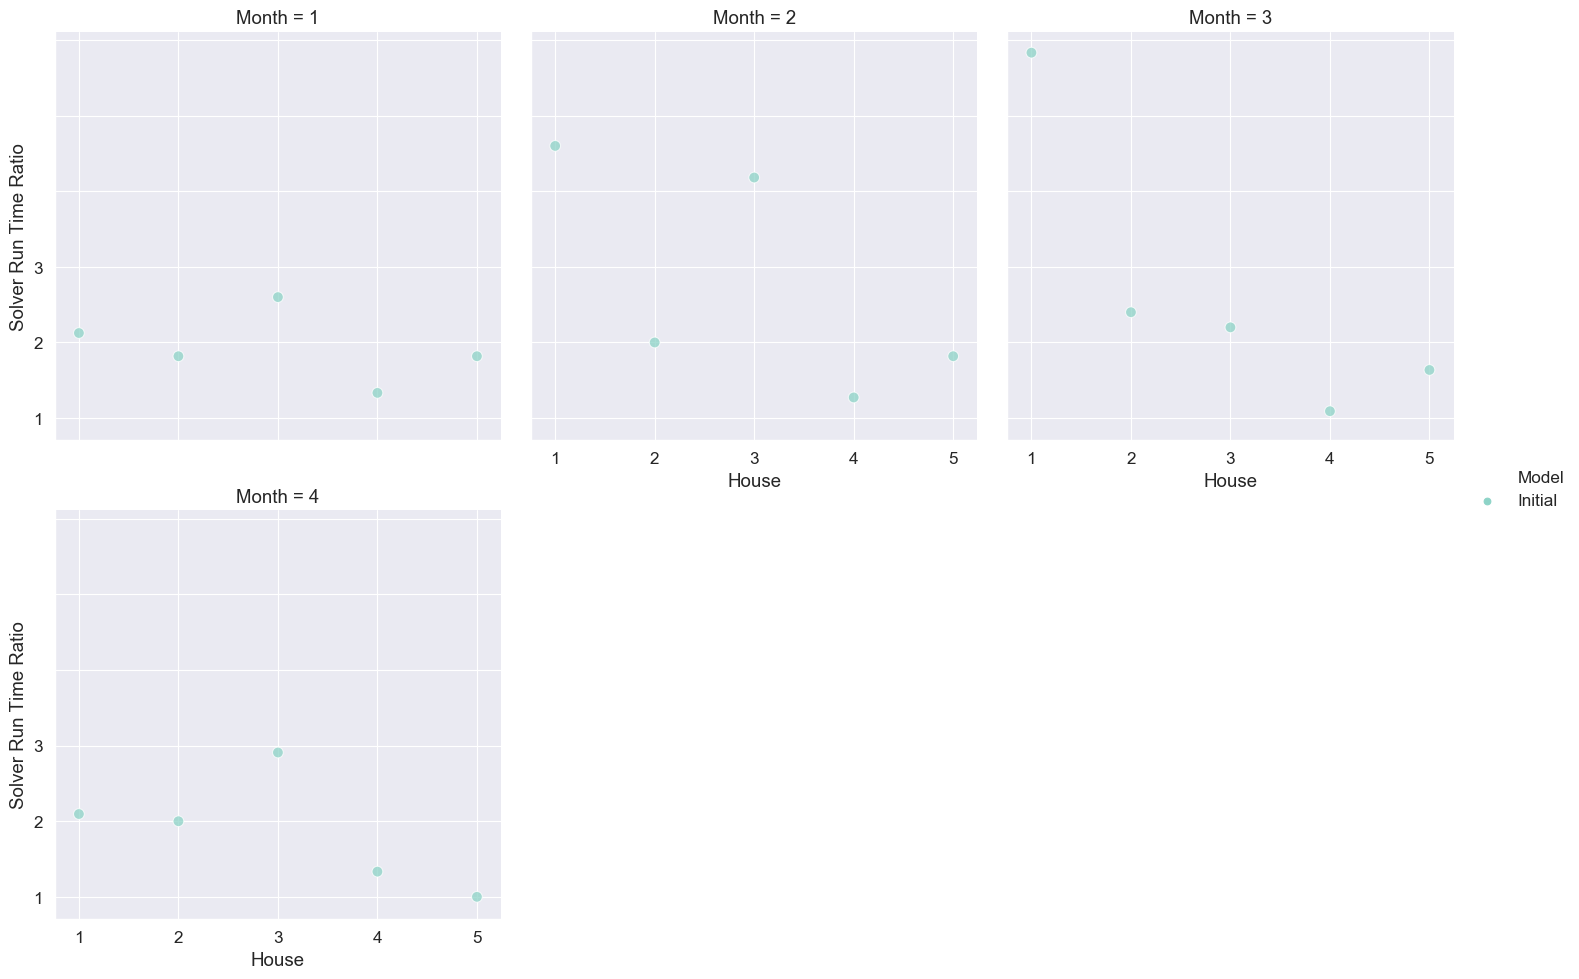 Month = 1
Month = 2
Month = 3
Solver Run Time Ratio
3
2
1
1 2 3 4 5
House
1 2 3 4 5
House
Model
Initial
Month = 4
Solver Run Time Ratio
3
2
1
1 2 3 4 5
House